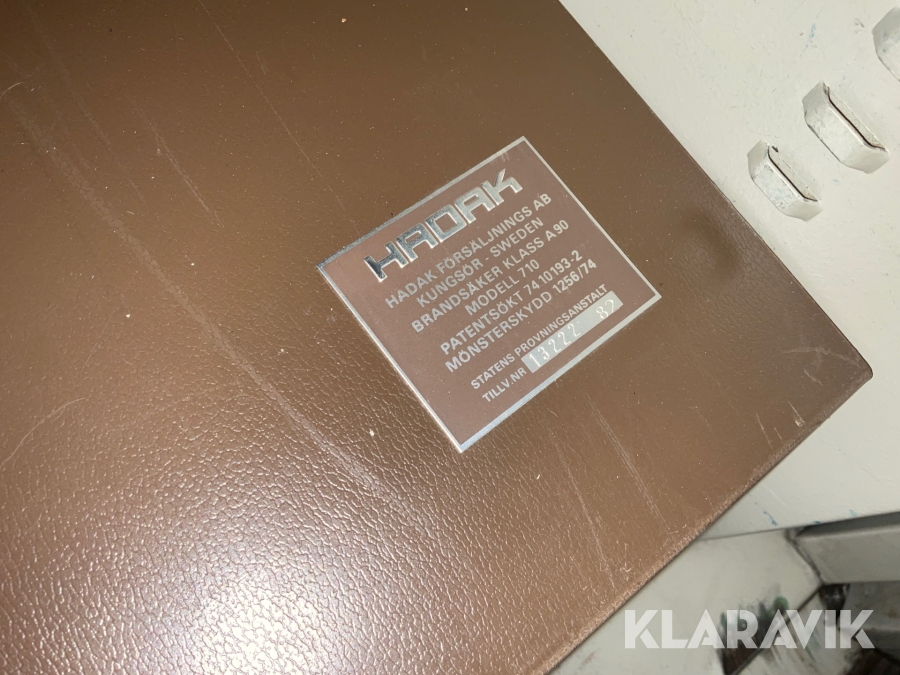 HADAK
HADAK FÖRSÄLJNINGS AB
KUNGSÖR - SWEDEN
BRANDSÄKER KLASS A 90
MODELL 710
PATENTSÖKT 74 10193-2
MÖNSTERSKYDD 1256/74
STATENS PROVNINGSANSTALT
TILLV.NR 13222 82
KLARAVIK